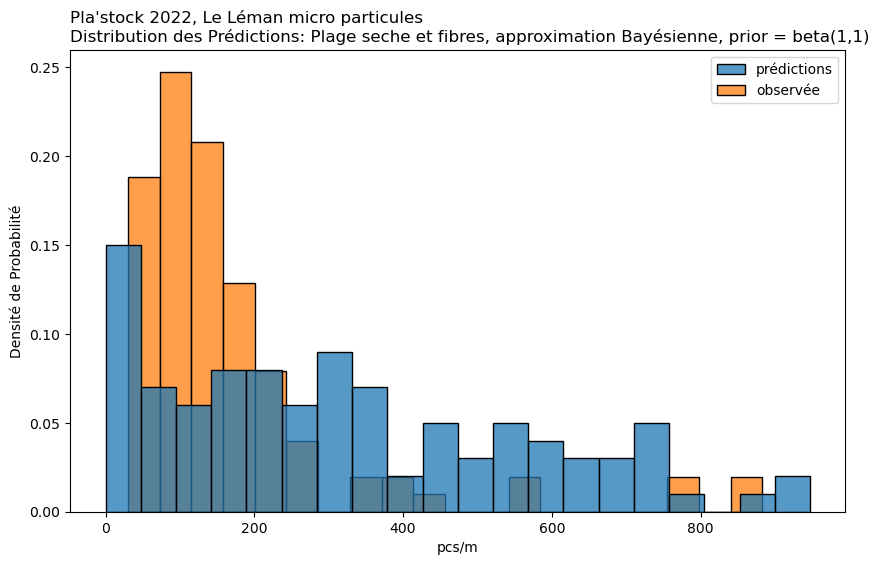 Pla'stock 2022, Le Léman micro particules
Distribution des Prédictions: Plage seche et fibres, approximation Bayésienne, prior = beta(1,1)
prédictions
observée
0.25
0.20
0.15
0.10
0.05
0.00
Densité de Probabilité
0 200 400 600 800
pcs/m